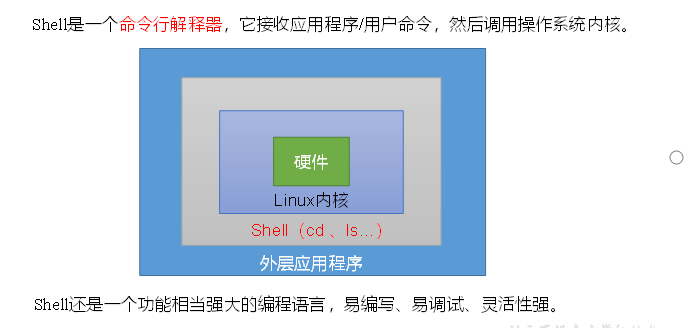 Shell是一个命令行解释器，它接收应用程序/用户命令，然后调用操作系统内核。
硬件
Linux内核
Shell（cd 、ls...）
外层应用程序
Shell还是一个功能相当强大的编程语言，易编写、易调试、灵活性强。